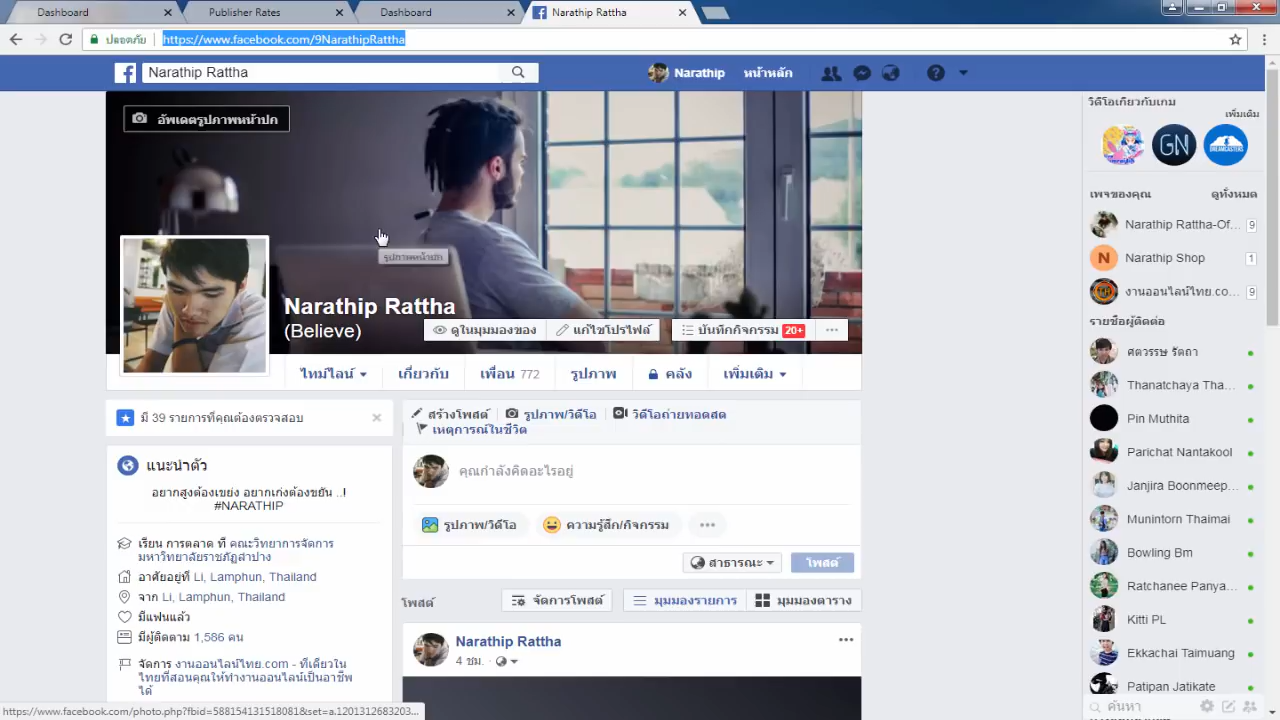 Dashboard
Publisher Rates
Dashboard
Narathip Rattha
ปลอดภัย
https://www.facebook.com/9NarathipRattha
Narathip Rattha
Narathip
หน้าหลัก
อัพเดตรูปภาพหน้าปก
รูปภาพหน้าปก
Narathip Rattha
(Believe)
ดูในมุมมองของ
แก้ไขโปรไฟล์
บันทึกกิจกรรม 20+
ไทม์ไลน์
เกี่ยวกับ
เพื่อน 772
รูปภาพ
คลัง
เพิ่มเติม
มี 39 รายการที่คุณต้องตรวจสอบ
แนะนำตัว
อยากสูงต้องเขย่ง อยากเก่งต้องขยัน ..!
#NARATHIP
เรียน การตลาด ที่ คณะวิทยาการจัดการ
มหาวิทยาลัยราชภัฏลำปาง
อาศัยอยู่ที่ Li, Lamphun, Thailand
จาก Li, Lamphun, Thailand
มีแฟนแล้ว
มีผู้ติดตาม 1,586 คน
จัดการ งานออนไลน์ไทย.com - ที่เดียวใน
ไทยที่สอนคุณให้ทำงานออนไลน์เป็นอาชีพ
ได้
สร้างโพสต์
รูปภาพ/วิดีโอ
วิดีโอถ่ายทอดสด
เหตุการณ์ในชีวิต
คุณกำลังคิดอะไรอยู่
รูปภาพ/วิดีโอ
ความรู้สึก/กิจกรรม
สาธารณะ
โพสต์
โพสต์
จัดการโพสต์
มุมมองรายการ
มุมมองตาราง
Narathip Rattha
4 ชม.
วิดีโอเกี่ยวกับเกม
เพิ่มเติม
GN
เพจของคุณ
ดูทั้งหมด
Narathip Rattha-Of... 9
N
Narathip Shop 1
งานออนไลน์ไทย.co... 9
รายชื่อผู้ติดต่อ
ศตวรรษ รัตถา
Thanatchaya Tha...
Pin Muthita
Parichat Nantakool
Janjira Boonmeep...
Munintorn Thaimai
Bowling Bm
Ratchanee Panya...
Kitti PL
Ekkachai Taimuang
Patipan Jatikate
ค้นหา
https://www.facebook.com/photo.php?fbid=588154131518081&set=a.1201312683203...